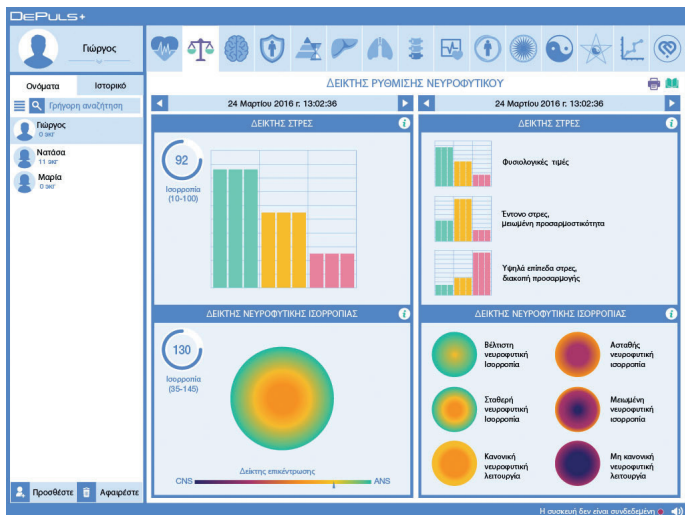 DePuls+
Γιώργος
Ονόματα
Ιστορικό
Γρήγορη αναζήτηση
Γιώργος
0 экг
Νατάσα
11 экг
Μαρία
0 экг
Προσθέστε
Αφαιρέστε
ΔΕΙΚΤΗΣ ΡΥΘΜΙΣΗΣ ΝΕΥΡΟΦΥΤΙΚΟΥ
24 Μαρτίου 2016 г. 13:02:36
ΔΕΙΚΤΗΣ ΣΤΡΕΣ
92
Ισορροπία
(10-100)
ΔΕΙΚΤΗΣ ΝΕΥΡΟΦΥΤΙΚΗΣ ΙΣΟΡΡΟΠΙΑΣ
130
Ισορροπία
(35-145)
Δείκτης επικέντρωσης
CNS
ANS
24 Μαρτίου 2016 г. 13:02:36
ΔΕΙΚΤΗΣ ΣΤΡΕΣ
Φυσιολογικές τιμές
Έντονο στρες,
μειωμένη προσαρμοστικότητα
Υψηλά επίπεδα στρες,
διακοπή προσαρμογής
ΔΕΙΚΤΗΣ ΝΕΥΡΟΦΥΤΙΚΗΣ ΙΣΟΡΡΟΠΙΑΣ
Βέλτιστη
νευροφυτική
Ισορροπία
Ασταθής
νευροφυτική
ισορροπία
Σταθερή
νευροφυτική
Ισορροπία
Μειωμένη
νευροφυτική
ισορροπία
Κανονική
νευροφυτική
λειτουργία
Μη κανονική
νευροφυτική
λειτουργία
Η συσκευή δεν είναι συνδεδεμένη